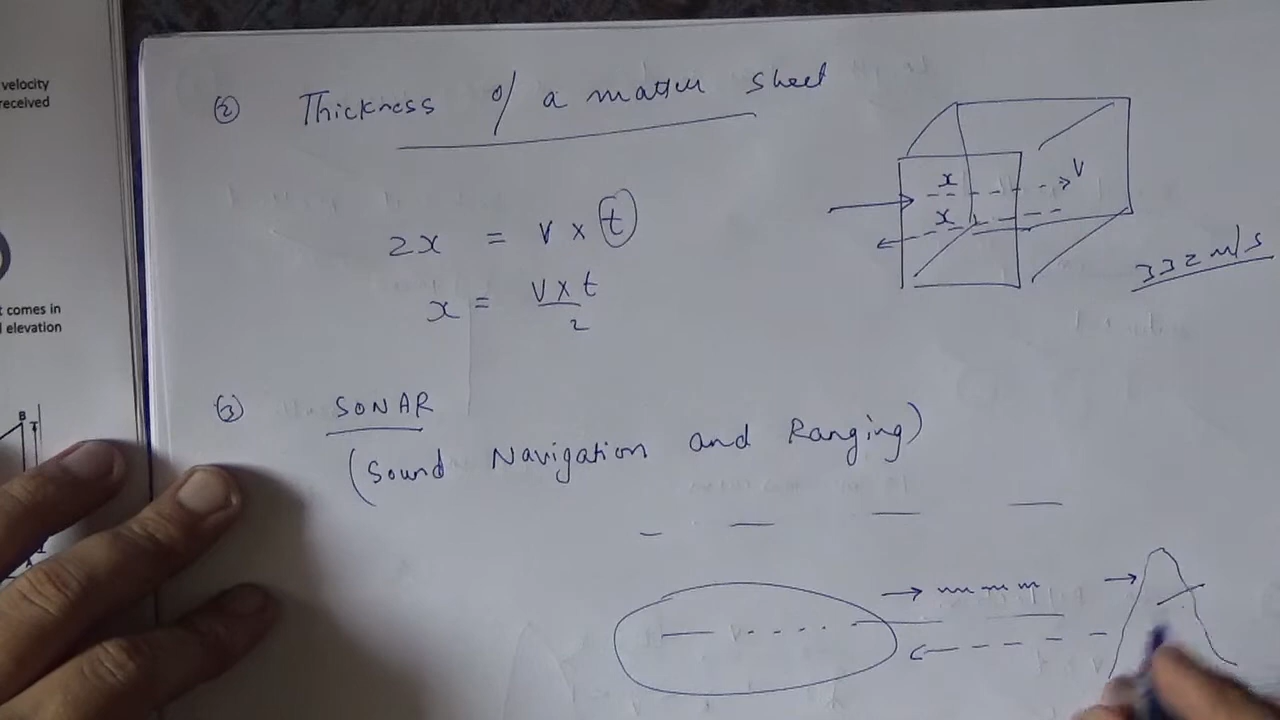 velocity
received
t comes in
l elevation
B
② Thickness of a matter sheet
2x = V × t
x = V × t
2
x
V
x
332 m/s
③ SONAR
(Sound Navigation and Ranging)